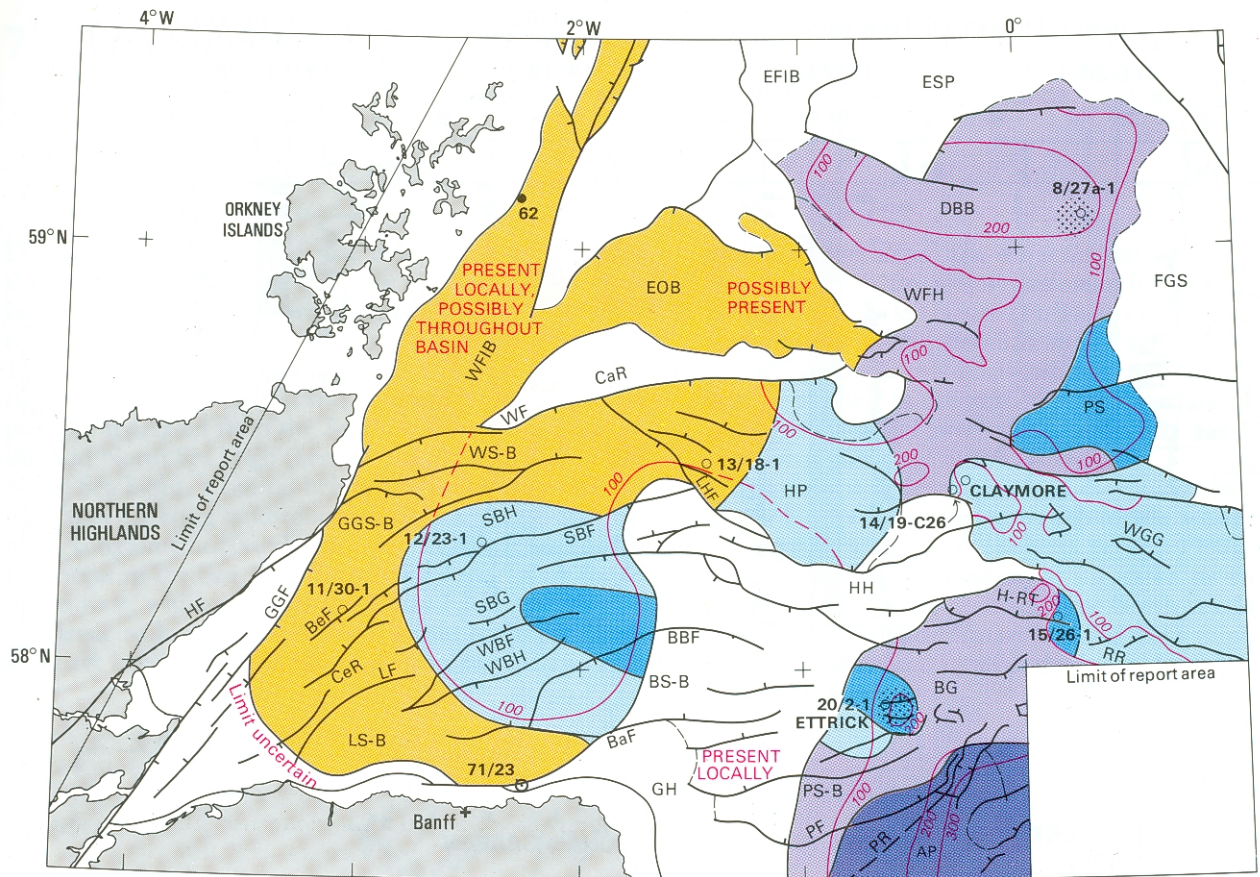 4°W
2°W
0°
EFIB
ESP
100
8/27a-1
DBB
200
ORKNEY
ISLANDS
62
59°N
100
FGS
PRESENT
LOCALLY,
POSSIBLY
THROUGHOUT
BASIN
EOB
POSSIBLY
PRESENT
WFH
WFIB
100
CaR
PS
WF
100
WS-B
200
100
13/18-1
100
LHF
HP
CLAYMORE
NORTHERN
HIGHLANDS
Limit of report area
GGS-B
SBH
SBF
12/23-1
14/19-C26
100
WGG
11/30-1
HH
HF
GGF
BeF
SBG
H-RT
200
100
15/26-1
WBF
WBH
BBF
58°N
RR
CeR
LF
BS-B
BG
Limit of report area
Limit uncertain
100
20/2-1
ETTRICK
100
LS-B
BaF
PRESENT
LOCALLY
71/23
GH
PS-B
100
Banff
PF
PR
200
300
AP